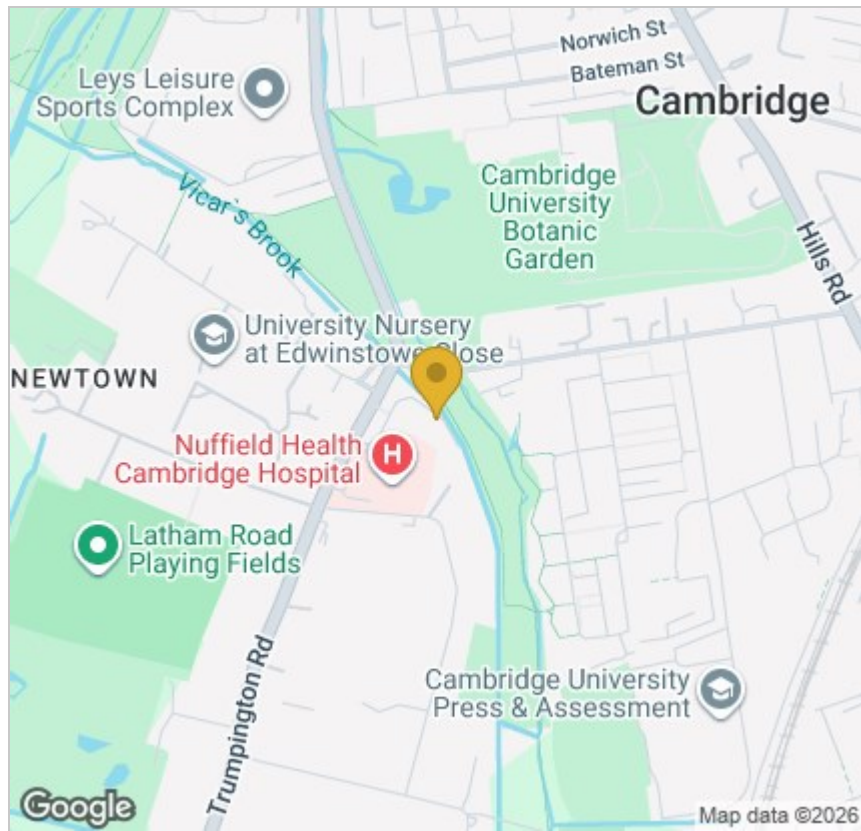 Norwich St
Bateman St
Leys Leisure
Sports Complex
Cambridge
Vicar's Brook
Cambridge
University
Botanic
Garden
Hills Rd
University Nursery
at Edwinstowe Close
NEWTOWN
Nuffield Health
Cambridge Hospital
H
Latham Road
Playing Fields
Trumpington Rd
Cambridge University
Press & Assessment
Google
Map data ©2026